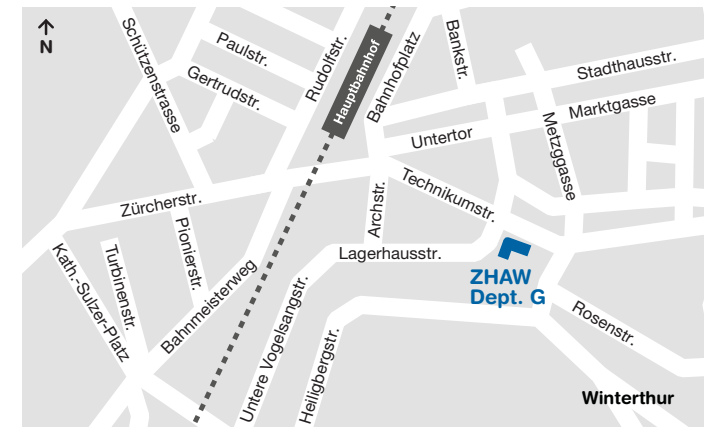 N
Schützenstrasse
Paulstr.
Gertrudstr.
Rudolfstr.
Hauptbahnhof
Bahnhofplatz
Bankstr.
Stadthausstr.
Marktgasse
Untertor
Metzggasse
Technikumstr.
Zürcherstr.
Pionierstr.
Archstr.
Lagerhausstr.
Kath.-Sulzer-Platz
Turbinenstr.
Bahnmeisterweg
Untere Vogelsangstr.
Heiligbergstr.
ZHAW
Dept. G
Rosenstr.
Winterthur